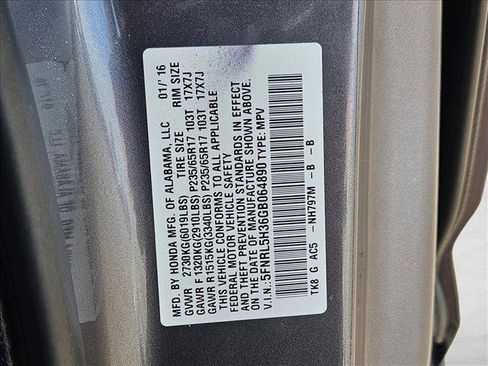 MFD. BY HONDA MFG. OF ALABAMA, LLC 01/'16
TIRE SIZE RIM SIZE
GVWR 2730KG(6019LBS)
GAWR F 1320KG(2910LBS) P235/65R17 103T 17X7J
GAWR R1515KG(3340LBS) P235/65R17 103T 17X7J
THIS VEHICLE CONFORMS TO ALL APPLICABLE
FEDERAL MOTOR VEHICLE SAFETY
AND THEFT PREVENTION STANDARDS IN EFFECT
ON THE DATE OF MANUFACTURE SHOWN ABOVE.
V.I.N.:5FNRL5H36GB064890 TYPE: MPV
TK8 G AC5 -NH797M -B -B